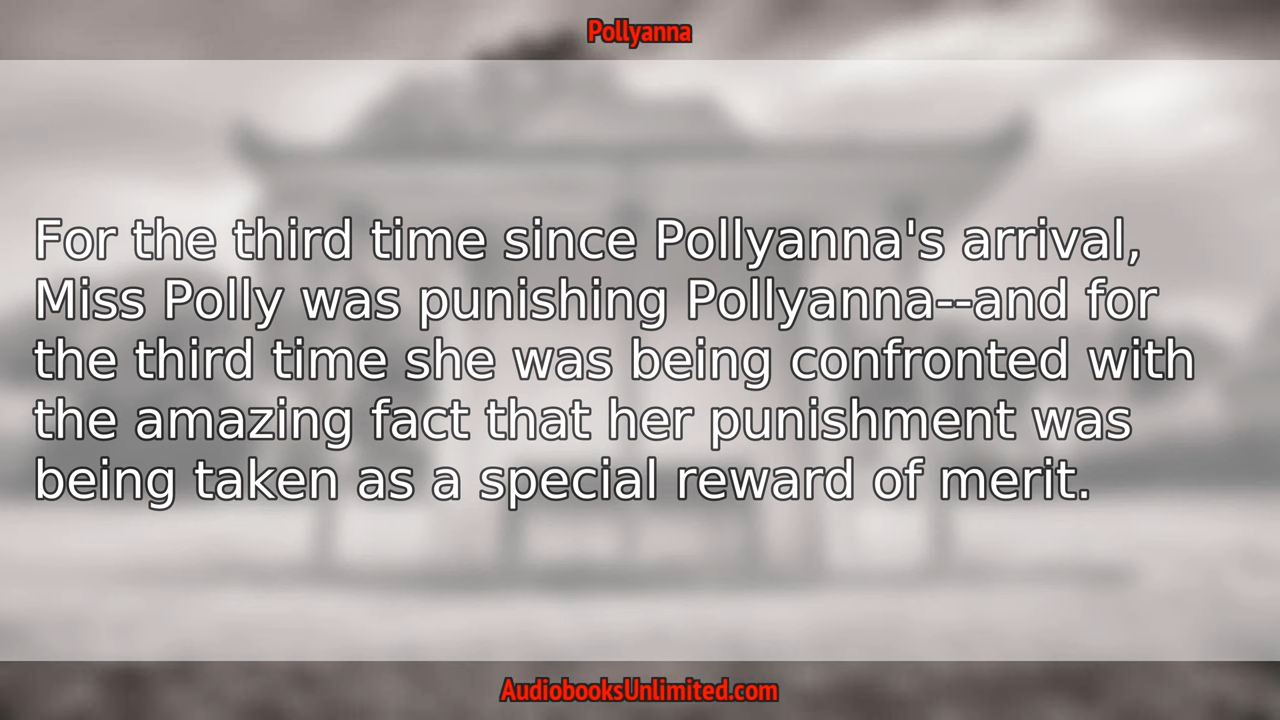 Pollyanna
For the third time since Pollyanna's arrival,
Miss Polly was punishing Pollyanna--and for
the third time she was being confronted with
the amazing fact that her punishment was
being taken as a special reward of merit.
AudiobooksUnlimited.com